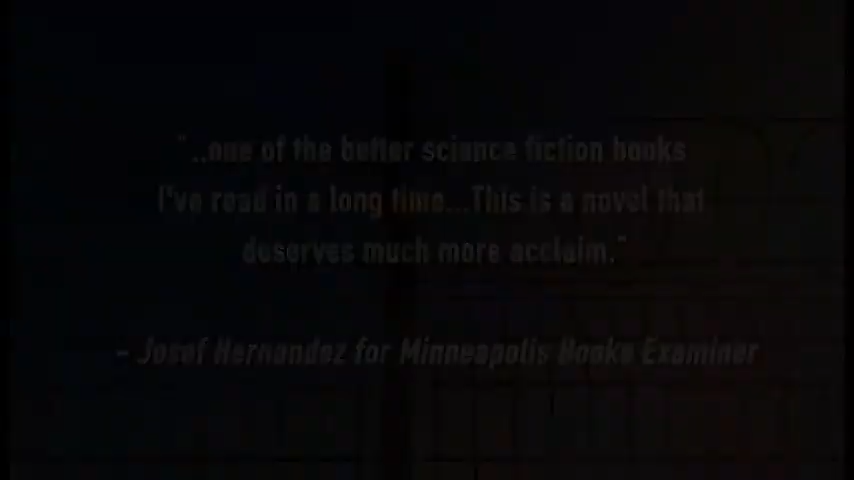 "...one of the better science fiction books
I've read in a long time...This is a novel that
deserves much more acclaim."
- Josef Hernandez for Minneapolis Books Examiner